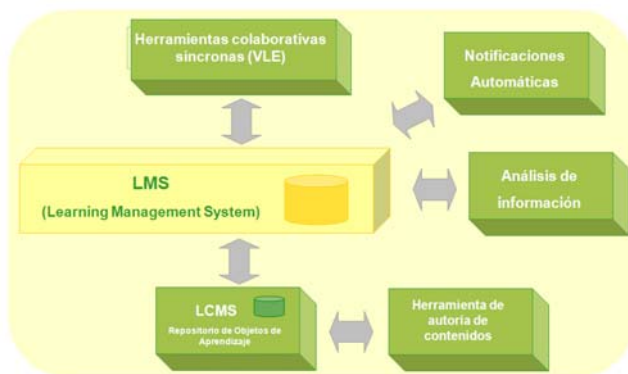 Herramientas colaborativas
síncronas (VLE)
Notificaciones
Automáticas
LMS
(Learning Management System)
Análisis de
información
LCMS
Repositorio de Objetos de
Aprendizaje
Herramienta de
autoria de
contenidos